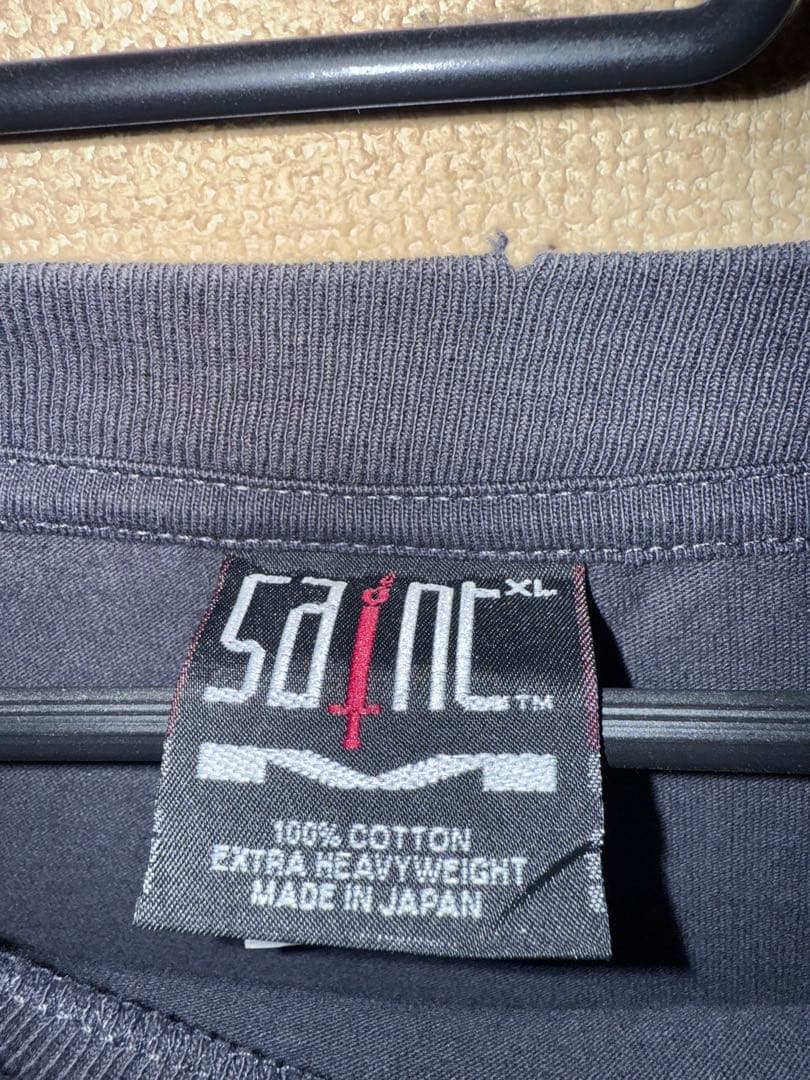 saint XL ™
100% COTTON
EXTRA HEAVYWEIGHT
MADE IN JAPAN